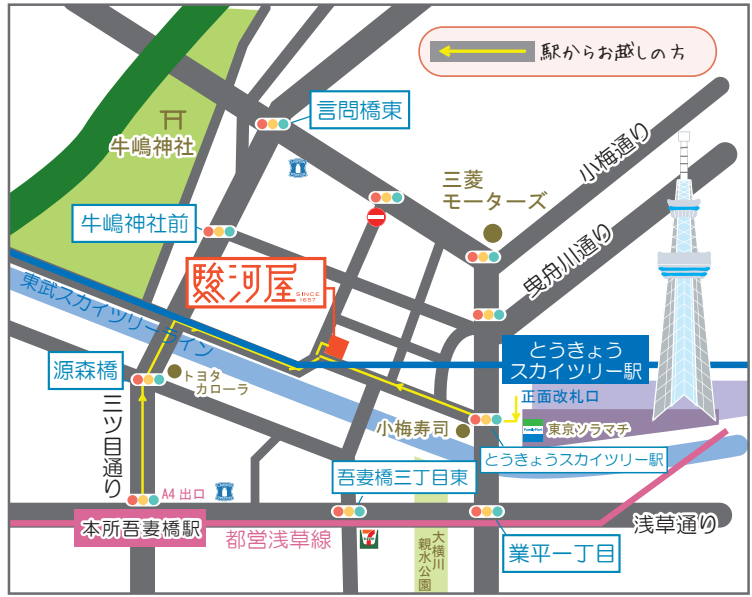 駅からお越しの方
言問橋東
牛嶋神社
小梅通り
三菱
モーターズ
牛嶋神社前
曳舟川通り
駿河屋
SINCE
1657
東武スカイツリーライン
とうきょう
スカイツリー駅
源森橋
トヨタ
カローラ
正面改札口
三ツ目通り
小梅寿司
FamilyMart
東京ソラマチ
とうきょうスカイツリー駅
吾妻橋三丁目東
A4出口
本所吾妻橋駅
都営浅草線
浅草通り
大横川
親水公園
業平一丁目